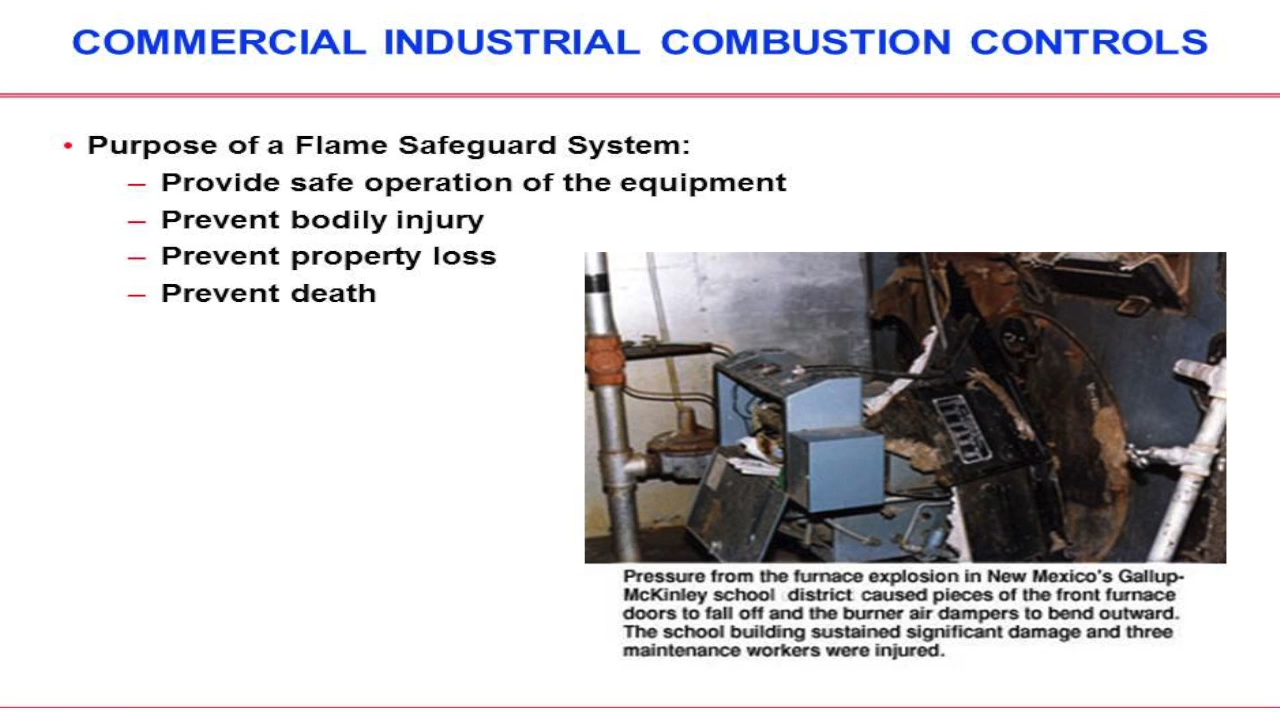 COMMERCIAL INDUSTRIAL COMBUSTION CONTROLS
• Purpose of a Flame Safeguard System:
– Provide safe operation of the equipment
– Prevent bodily injury
– Prevent property loss
– Prevent death
Pressure from the furnace explosion in New Mexico's Gallup-
McKinley school district caused pieces of the front furnace
doors to fall off and the burner air dampers to bend outward.
The school building sustained significant damage and three
maintenance workers were injured.